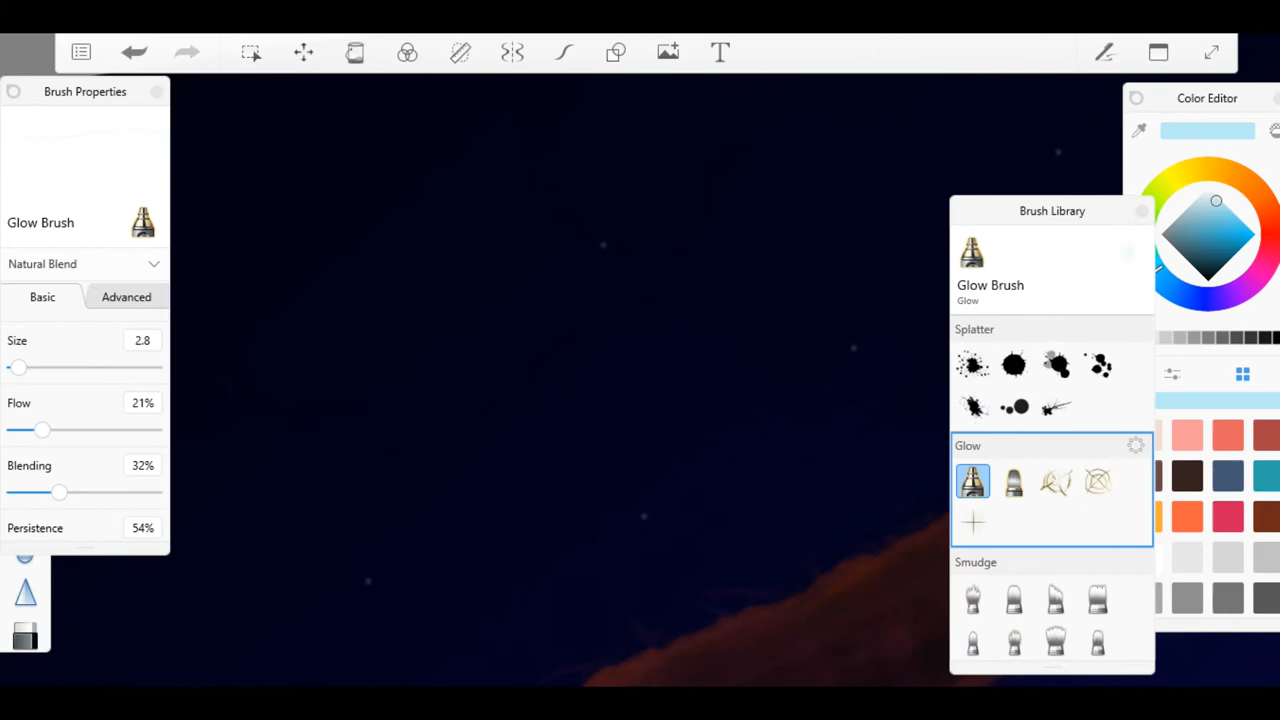 Brush Properties
Glow Brush
Natural Blend
Basic
Advanced
Size
2.8
Flow
21%
Blending
32%
Persistence
54%
T
Brush Library
Glow Brush
Glow
Splatter
Glow
Smudge
Color Editor